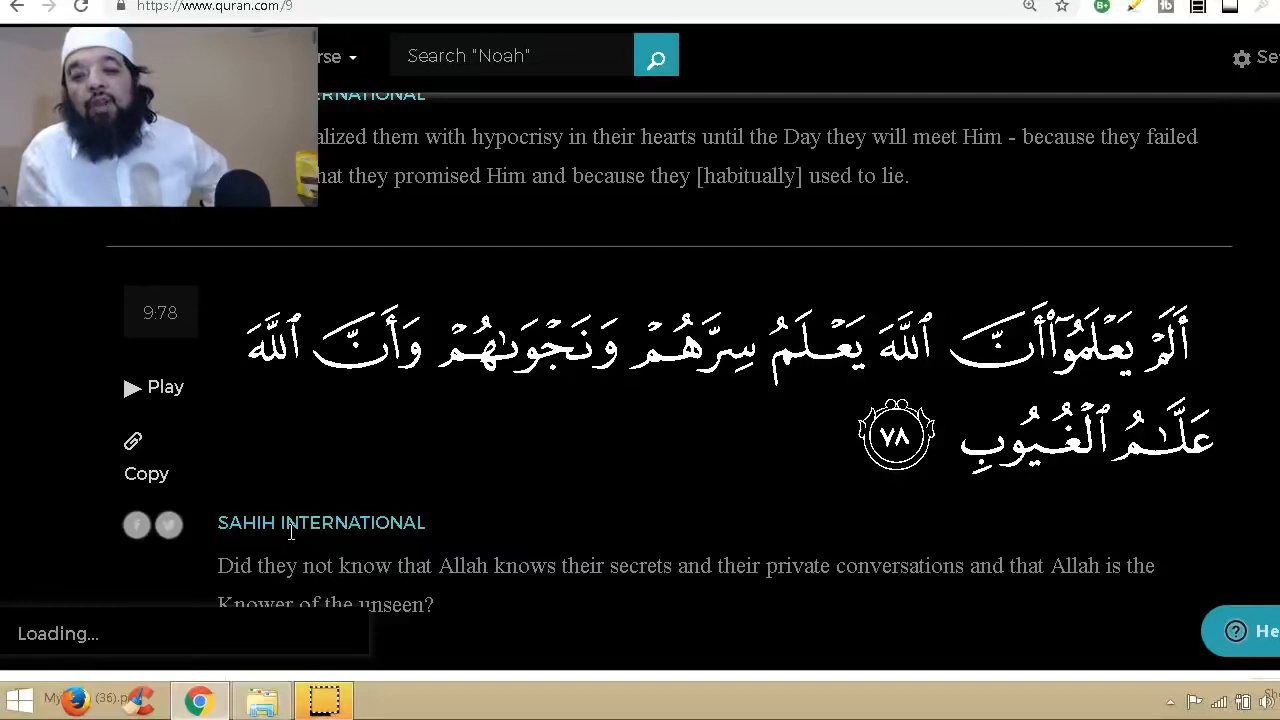 https://www.quran.com/9
rse
Search "Noah"
Se
ERNATIONAL
alized them with hypocrisy in their hearts until the Day they will meet Him - because they failed
hat they promised Him and because they [habitually] used to lie.
9:78
أَلَمْ يَعْلَمُوٓا۟ أَنَّ ٱللَّهَ يَعْلَمُ سِرَّهُمْ وَنَجْوَىٰهُمْ وَأَنَّ ٱللَّهَ
عَلَّـٰمُ ٱلْغُيُوبِ ٧٨
Play
Copy
SAHIH INTERNATIONAL
Did they not know that Allah knows their secrets and their private conversations and that Allah is the
Knower of the unseen?
Loading...
He
My
(36).p